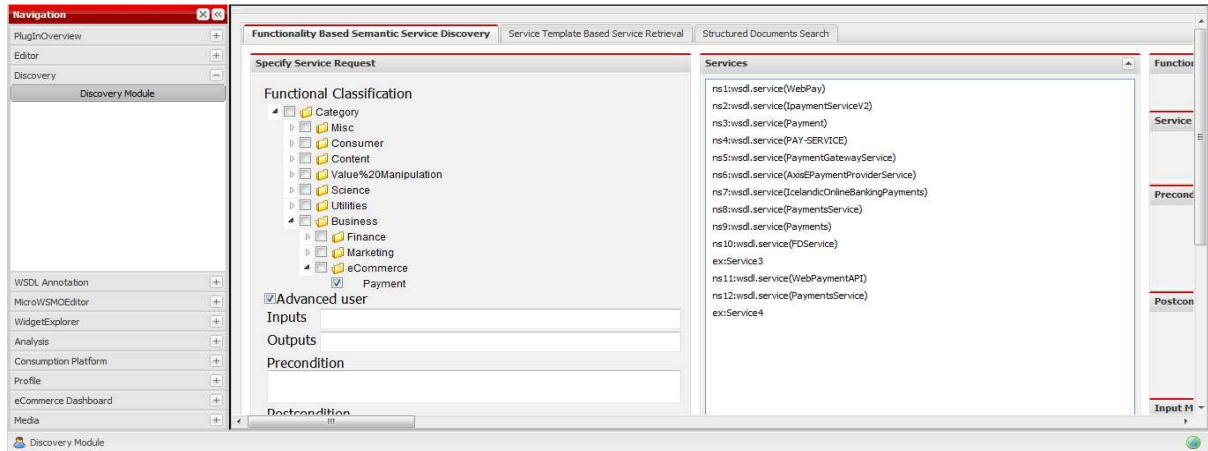 Navigation
PlugInOverview
Editor
Discovery
Discovery Module
WSDL Annotation
MicroWSMOEditor
WidgetExplorer
Analysis
Consumption Platform
Profile
eCommerce Dashboard
Media
Functionality Based Semantic Service Discovery
Service Template Based Service Retrieval
Structured Documents Search
Specify Service Request
Functional Classification
Category
Misc
Consumer
Content
Value%20Manipulation
Science
Utilities
Business
Finance
Marketing
eCommerce
Payment
Advanced user
Inputs
Outputs
Precondition
Postcondition
Services
ns1:wsdl.service(WebPay)
ns2:wsdl.service(IpaymentServiceV2)
ns3:wsdl.service(Payment)
ns4:wsdl.service(PAY-SERVICE)
ns5:wsdl.service(PaymentGatewayService)
ns6:wsdl.service(AxisEPaymentProviderService)
ns7:wsdl.service(IcelandicOnlineBankingPayments)
ns8:wsdl.service(PaymentsService)
ns9:wsdl.service(Payments)
ns10:wsdl.service(FDService)
ex:Service3
ns11:wsdl.service(WebPaymentAPI)
ns12:wsdl.service(PaymentsService)
ex:Service4
Function
Service
Precond
Postcon
Input M
Discovery Module